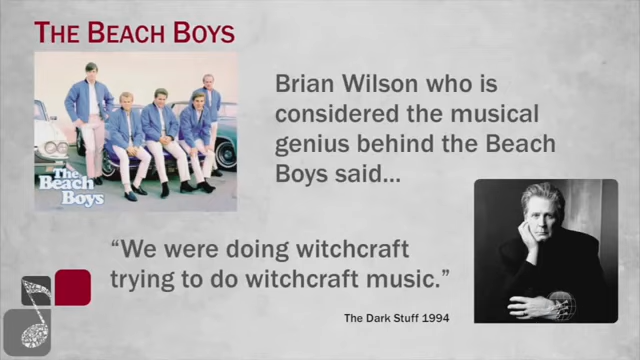 THE BEACH BOYS
The
Beach
Boys
Brian Wilson who is
considered the musical
genius behind the Beach
Boys said...
“We were doing witchcraft
trying to do witchcraft music.”
The Dark Stuff 1994